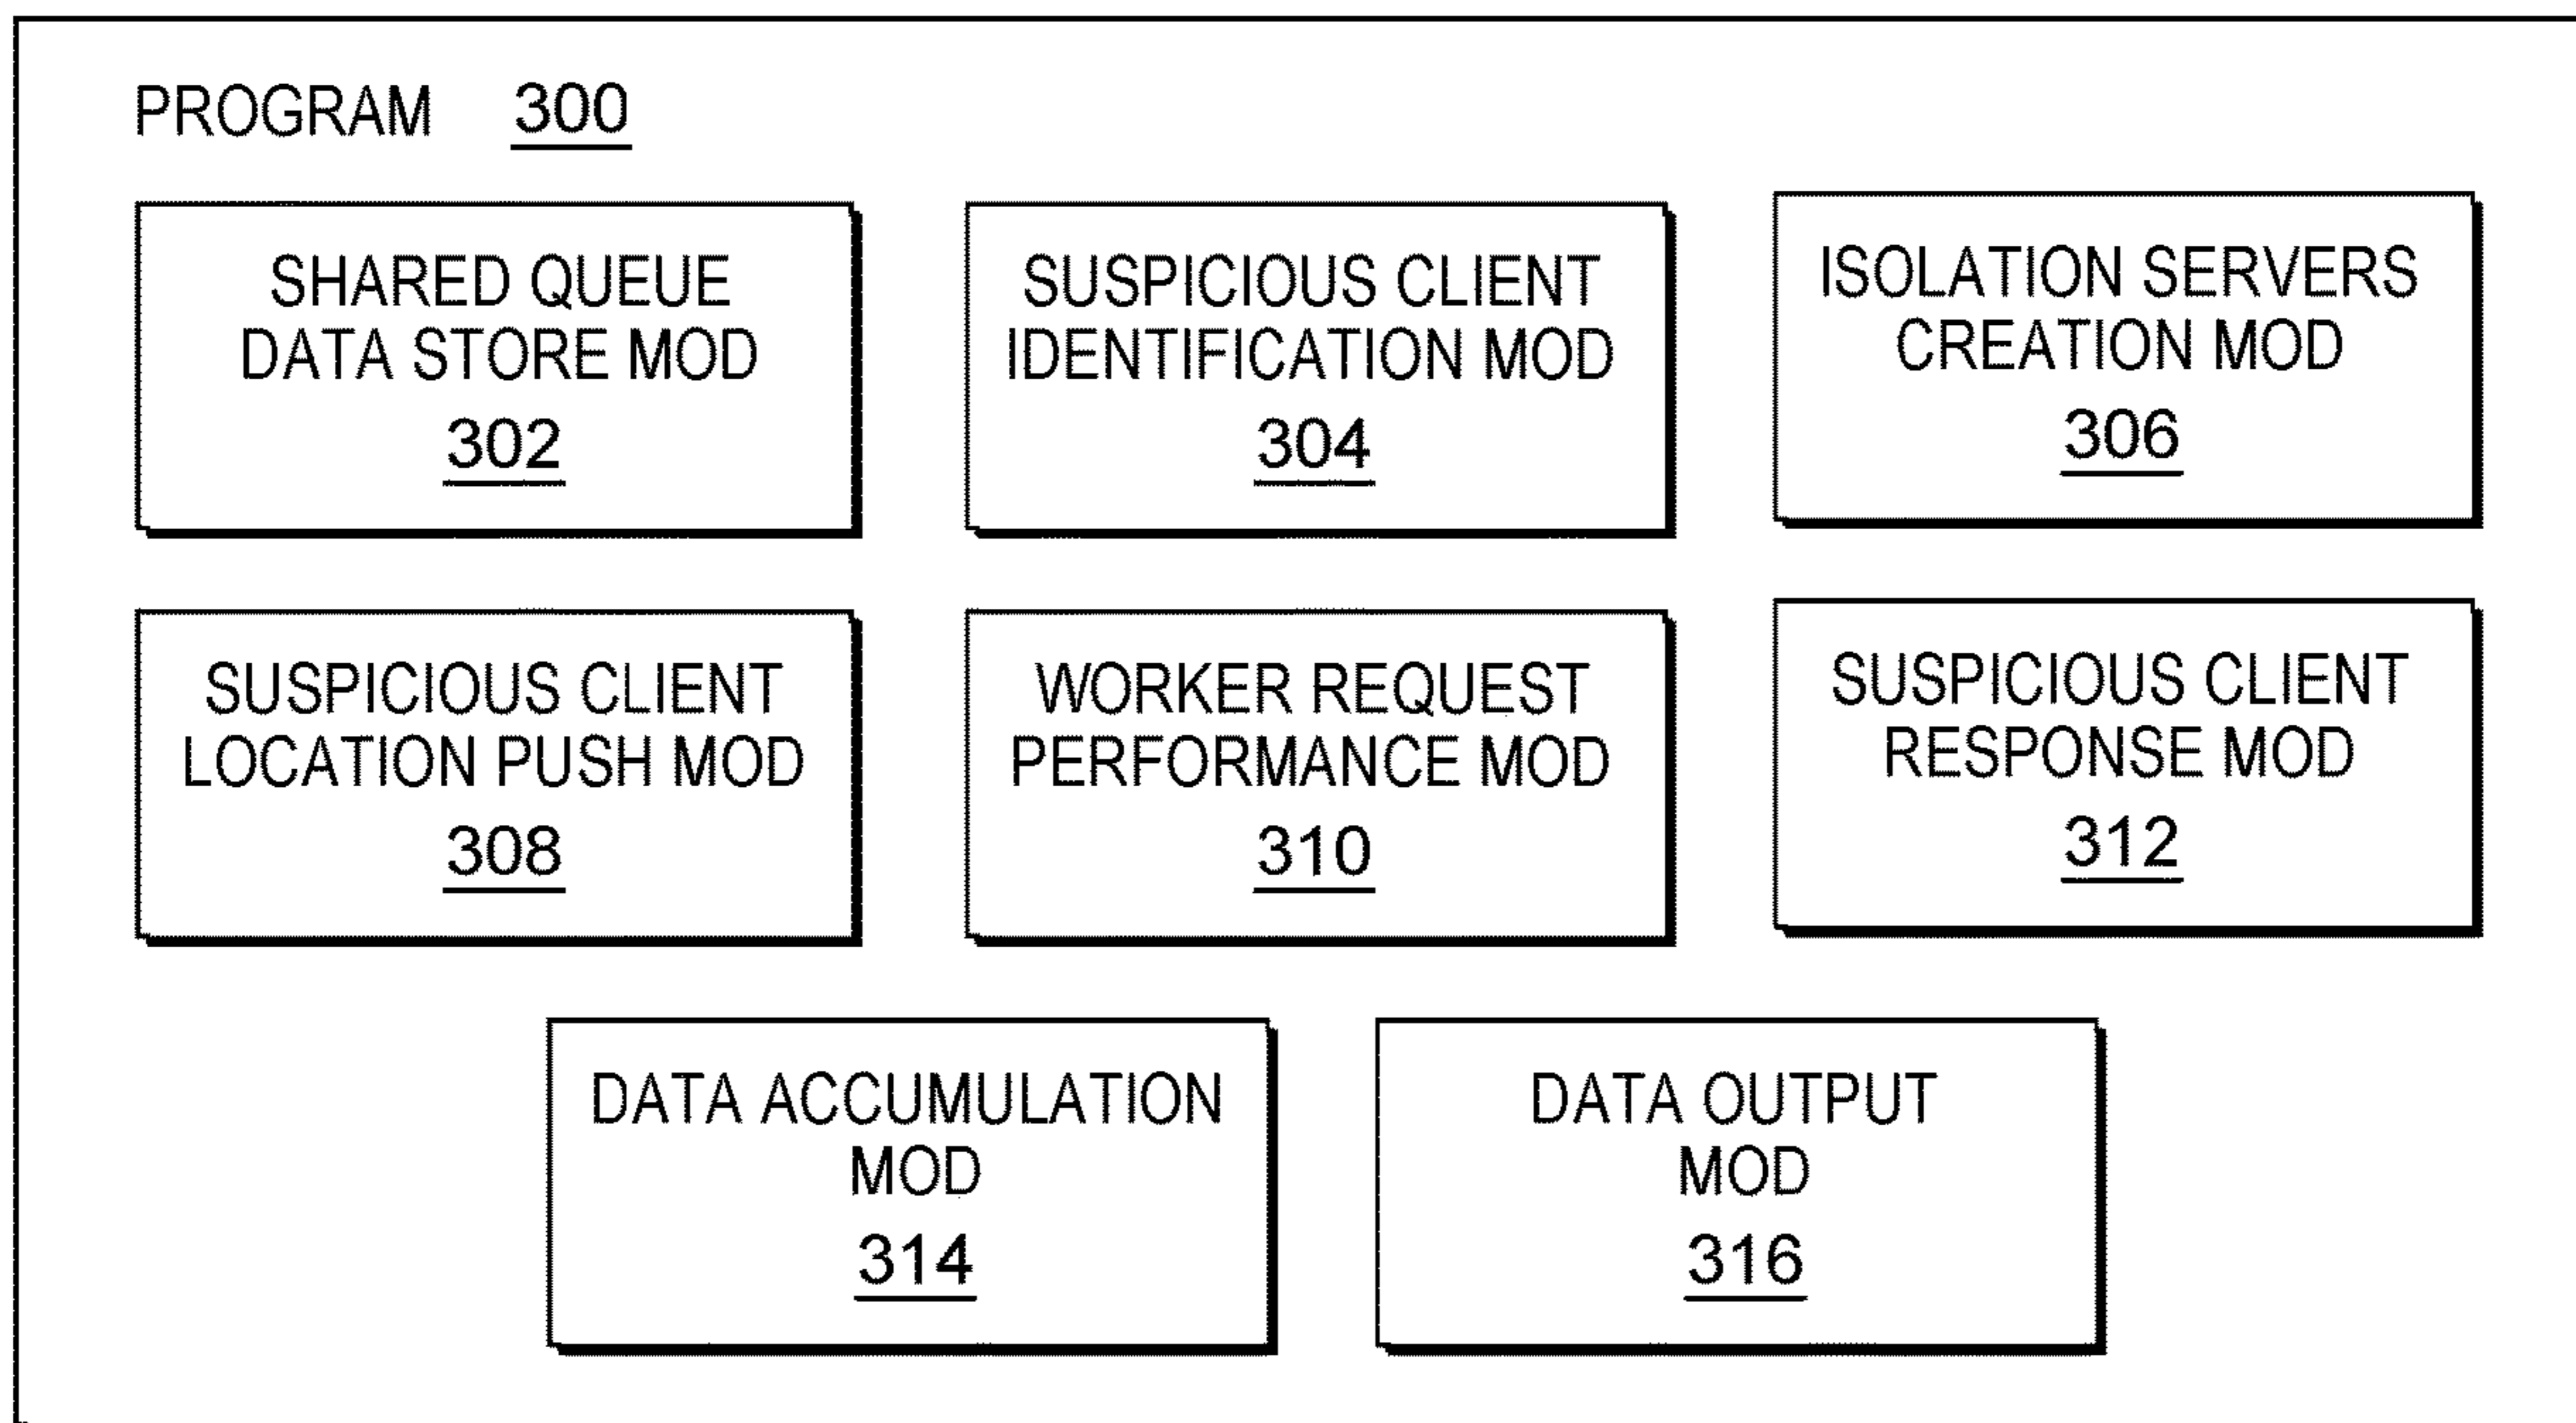 PROGRAM 300
SHARED QUEUE
DATA STORE MOD
302
SUSPICIOUS CLIENT
IDENTIFICATION MOD
304
ISOLATION SERVERS
CREATION MOD
306
SUSPICIOUS CLIENT
LOCATION PUSH MOD
308
WORKER REQUEST
PERFORMANCE MOD
310
SUSPICIOUS CLIENT
RESPONSE MOD
312
DATA ACCUMULATION
MOD
314
DATA OUTPUT
MOD
316